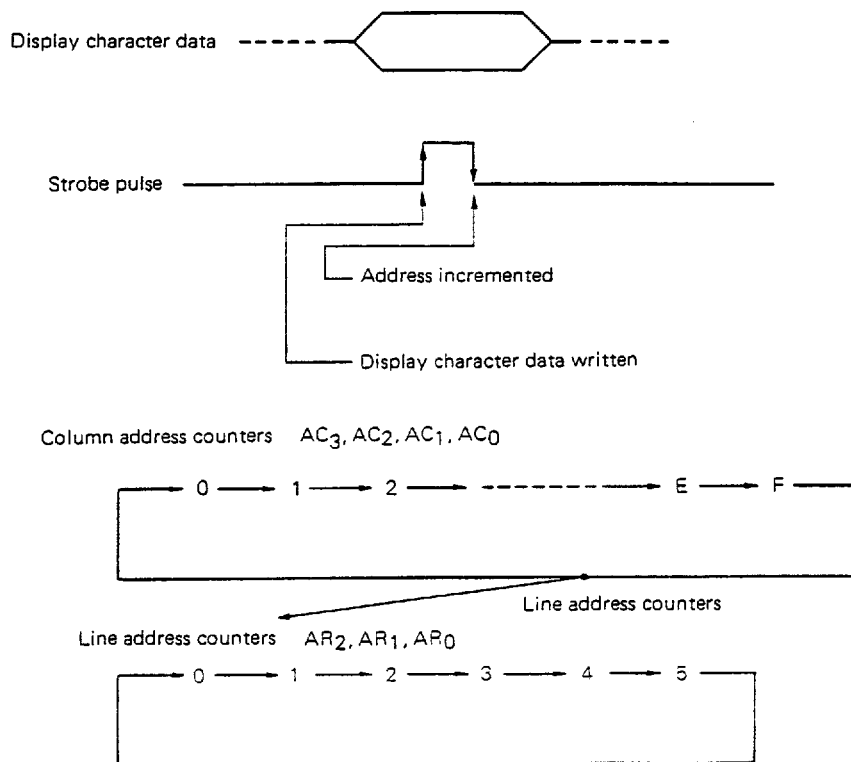 Display character data
Strobe pulse
Address incremented
Display character data written
Column address counters AC3, AC2, AC1, AC0
0 1 2 E F
Line address counters
Line address counters AR2, AR1, AR0
0 1 2 3 4 5